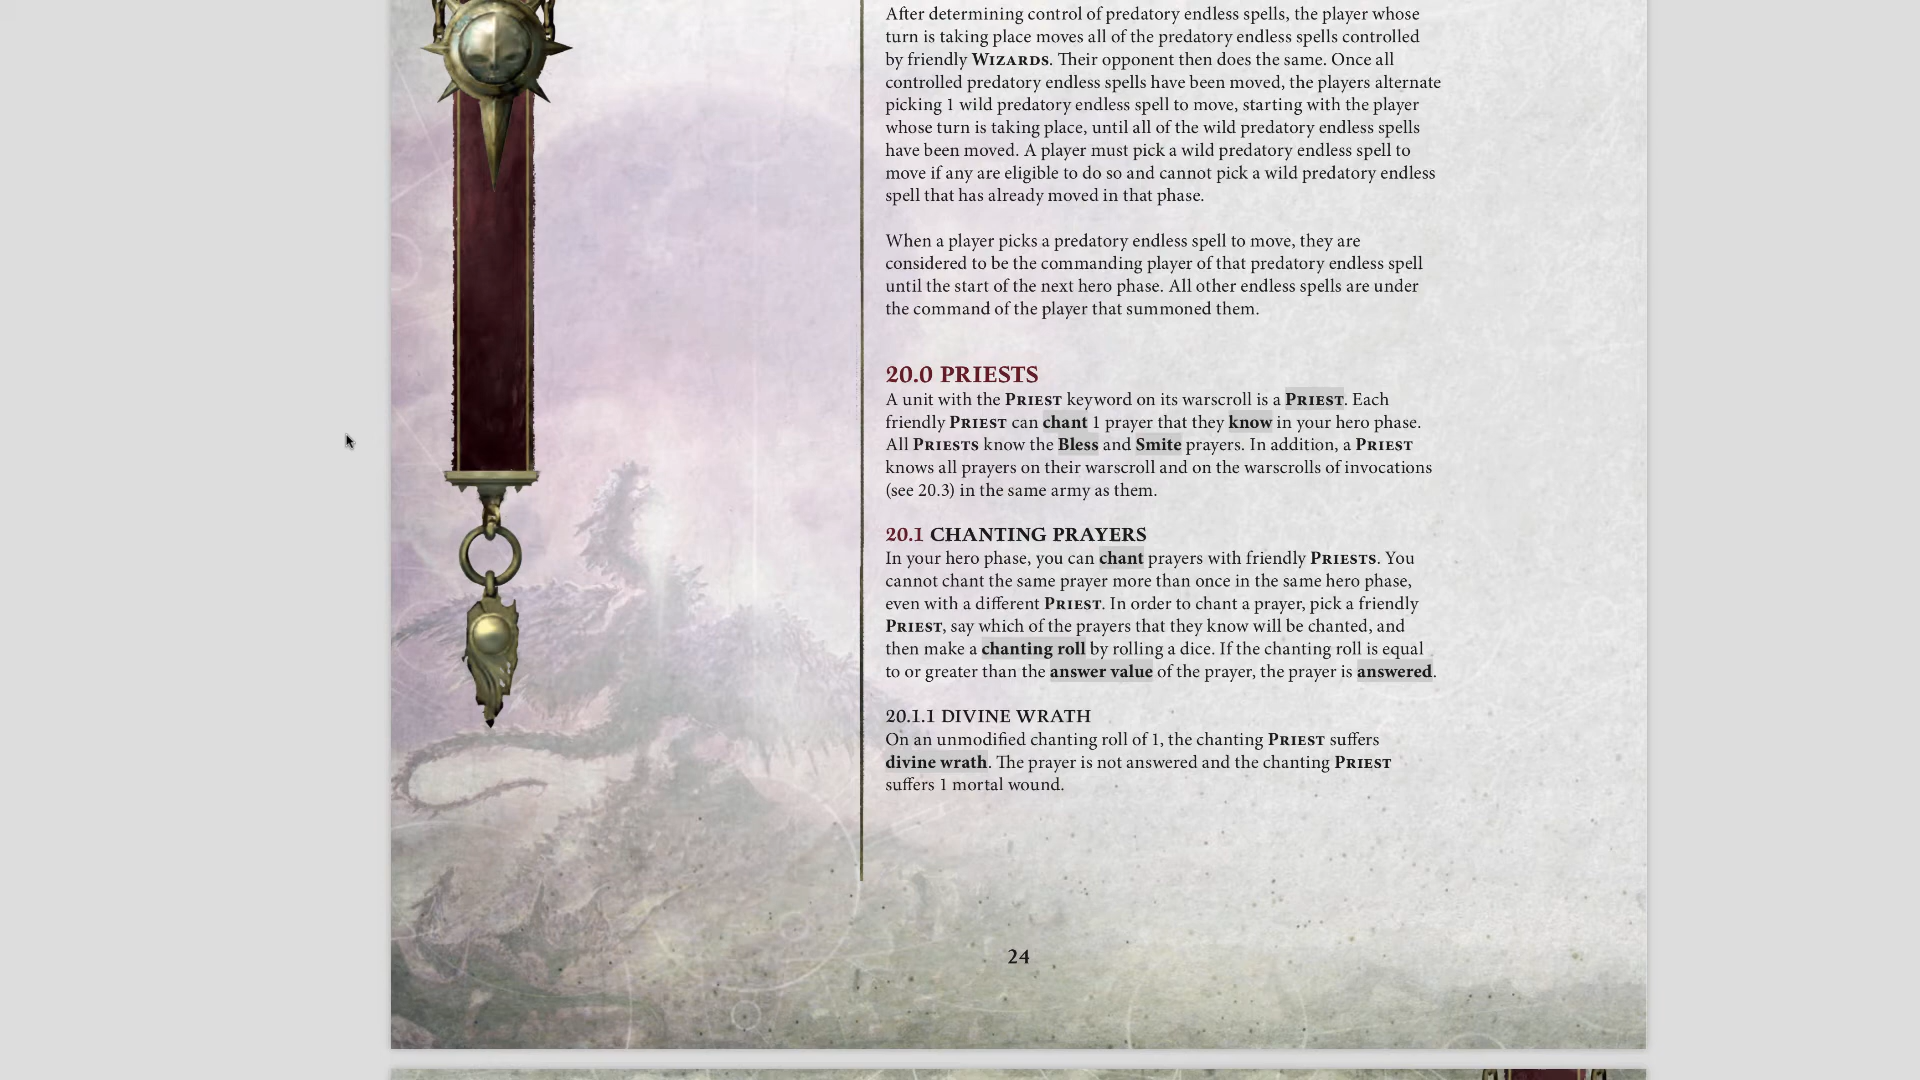 After determining control of predatory endless spells, the player whose
turn is taking place moves all of the predatory endless spells controlled
by friendly WIZARDS. Their opponent then does the same. Once all
controlled predatory endless spells have been moved, the players alternate
picking 1 wild predatory endless spell to move, starting with the player
whose turn is taking place, until all of the wild predatory endless spells
have been moved. A player must pick a wild predatory endless spell to
move if any are eligible to do so and cannot pick a wild predatory endless
spell that has already moved in that phase.
When a player picks a predatory endless spell to move, they are
considered to be the commanding player of that predatory endless spell
until the start of the next hero phase. All other endless spells are under
the command of the player that summoned them.
20.0 PRIESTS
A unit with the PRIEST keyword on its warscroll is a PRIEST. Each
friendly PRIEST can chant 1 prayer that they know in your hero phase.
All PRIESTS know the Bless and Smite prayers. In addition, a PRIEST
knows all prayers on their warscroll and on the warscrolls of invocations
(see 20.3) in the same army as them.
20.1 CHANTING PRAYERS
In your hero phase, you can chant prayers with friendly PRIESTS. You
cannot chant the same prayer more than once in the same hero phase,
even with a different PRIEST. In order to chant a prayer, pick a friendly
PRIEST, say which of the prayers that they know will be chanted, and
then make a chanting roll by rolling a dice. If the chanting roll is equal
to or greater than the answer value of the prayer, the prayer is answered.
20.1.1 DIVINE WRATH
On an unmodified chanting roll of 1, the chanting PRIEST suffers
divine wrath. The prayer is not answered and the chanting PRIEST
suffers 1 mortal wound.
24